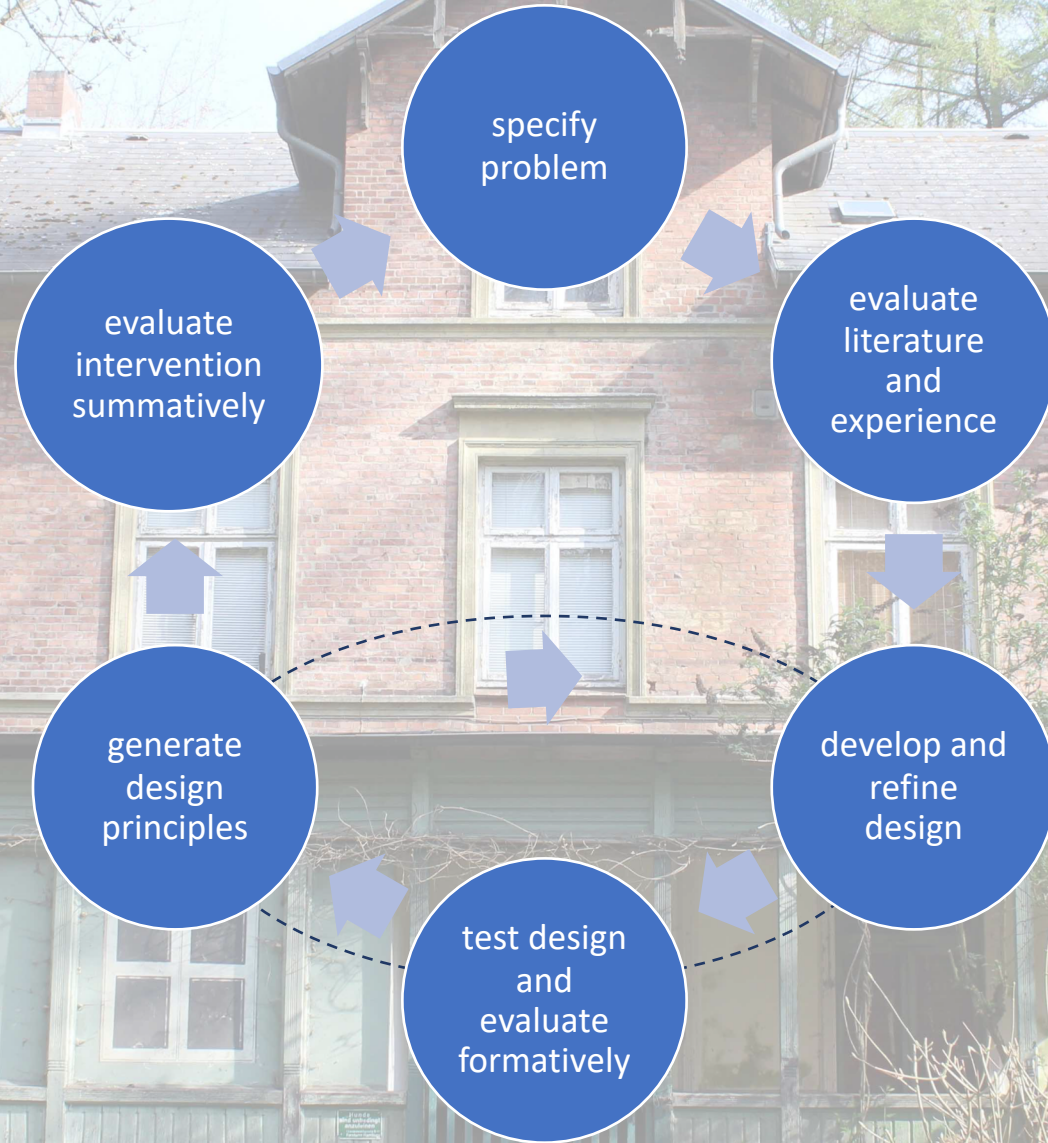 specify
problem
evaluate
literature
and
experience
develop and
refine
design
test design
and
evaluate
formatively
generate
design
principles
evaluate
intervention
summatively